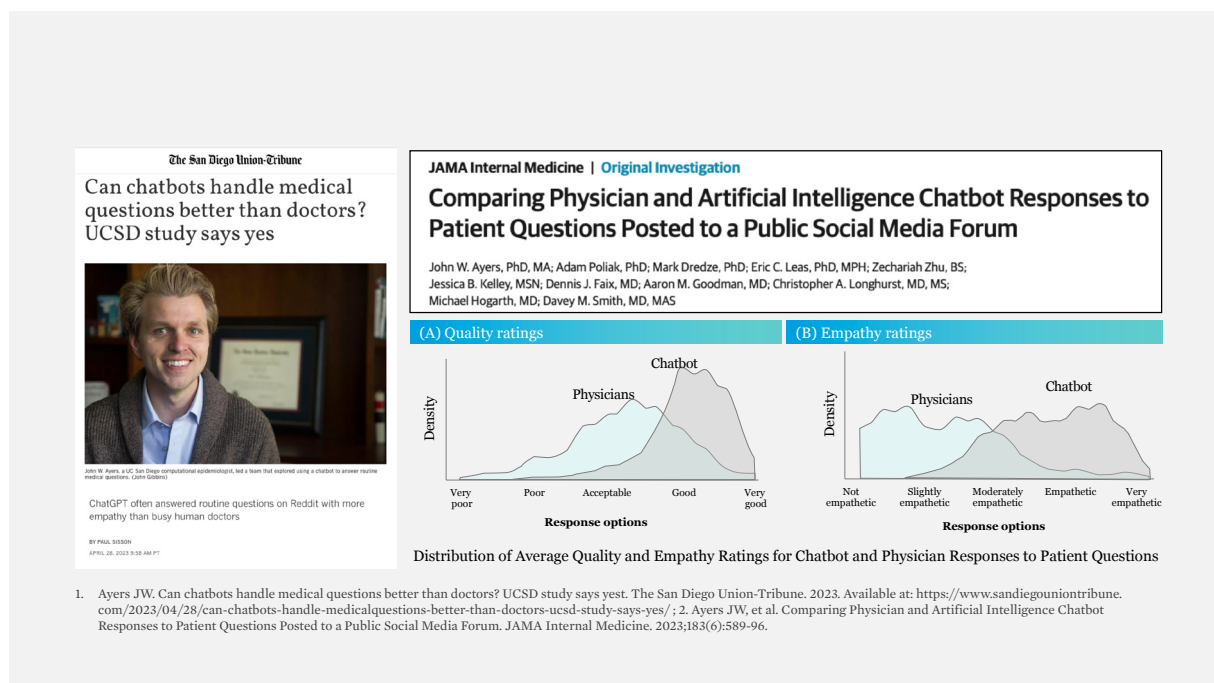 The San Diego Union-Tribune
Can chatbots handle medical
questions better than doctors?
UCSD study says yes
John W. Ayers, a UC San Diego computational epidemiologist, led a team that explored using a chatbot to answer routine
medical questions. (John Gibbins)
ChatGPT often answered routine questions on Reddit with more
empathy than busy human doctors
BY PAUL SISSON
APRIL 28, 2023 9:58 AM PT
JAMA Internal Medicine | Original Investigation
Comparing Physician and Artificial Intelligence Chatbot Responses to
Patient Questions Posted to a Public Social Media Forum
John W. Ayers, PhD, MA; Adam Poliak, PhD; Mark Dredze, PhD; Eric C. Leas, PhD, MPH; Zechariah Zhu, BS;
Jessica B. Kelley, MSN; Dennis J. Faix, MD; Aaron M. Goodman, MD; Christopher A. Longhurst, MD, MS;
Michael Hogarth, MD; Davey M. Smith, MD, MAS
(A) Quality ratings
Density
Physicians
Chatbot
Very
poor
Poor
Acceptable
Good
Very
good
Response options
(B) Empathy ratings
Density
Physicians
Chatbot
Not
empathetic
Slightly
empathetic
Moderately
empathetic
Empathetic
Very
empathetic
Response options
Distribution of Average Quality and Empathy Ratings for Chatbot and Physician Responses to Patient Questions
1. Ayers JW. Can chatbots handle medical questions better than doctors? UCSD study says yest. The San Diego Union-Tribune. 2023. Available at: https://www.sandiegouniontribune.
com/2023/04/28/can-chatbots-handle-medicalquestions-better-than-doctors-ucsd-study-says-yes/ ; 2. Ayers JW, et al. Comparing Physician and Artificial Intelligence Chatbot
Responses to Patient Questions Posted to a Public Social Media Forum. JAMA Internal Medicine. 2023;183(6):589-96.